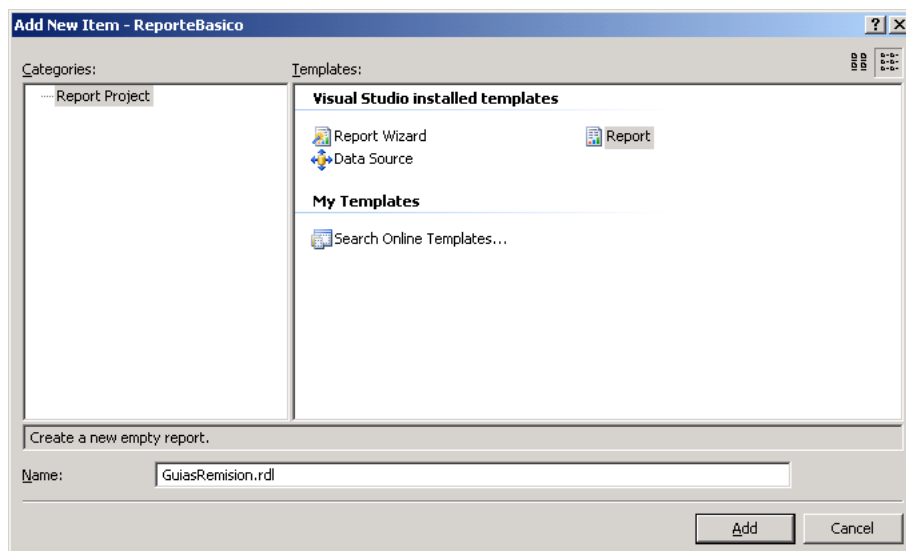 Add New Item - ReporteBasico
Categories:
Templates:
Report Project
Visual Studio installed templates
Report Wizard
Report
Data Source
My Templates
Search Online Templates...
Create a new empty report.
Name:
GuiasRemision.rdl
Add
Cancel